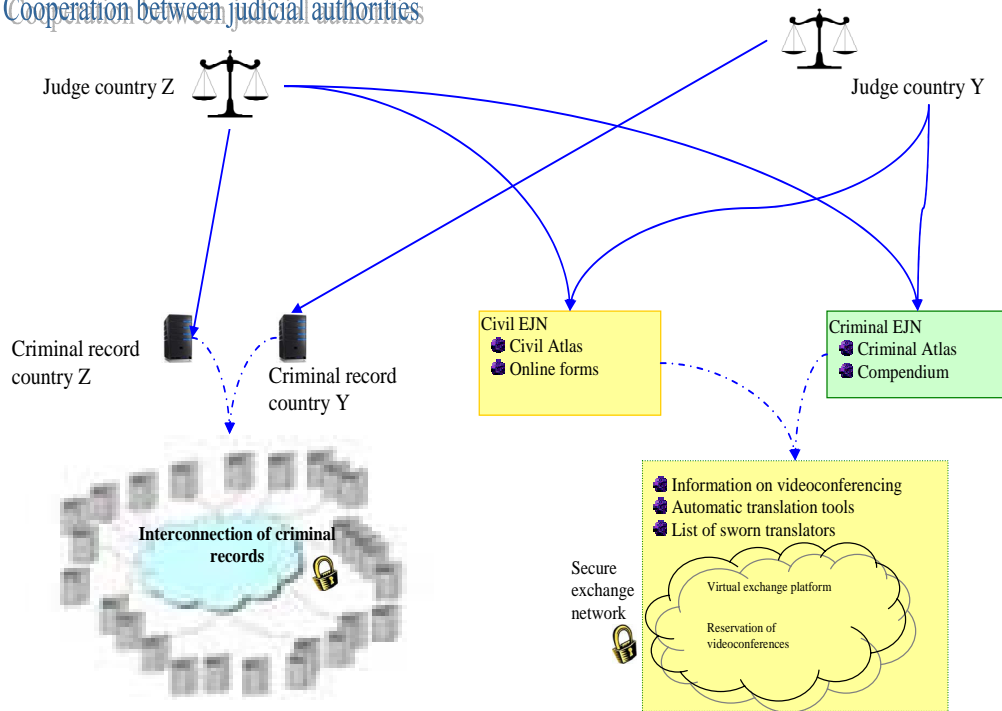 Cooperation between judicial authorities
Judge country Z
Judge country Y
Criminal record
country Z
Criminal record
country Y
Civil EJN
Civil Atlas
Online forms
Criminal EJN
Criminal Atlas
Compendium
Interconnection of criminal
records
Information on videoconferencing
Automatic translation tools
List of sworn translators
Secure
exchange
network
Virtual exchange platform
Reservation of
videoconferences